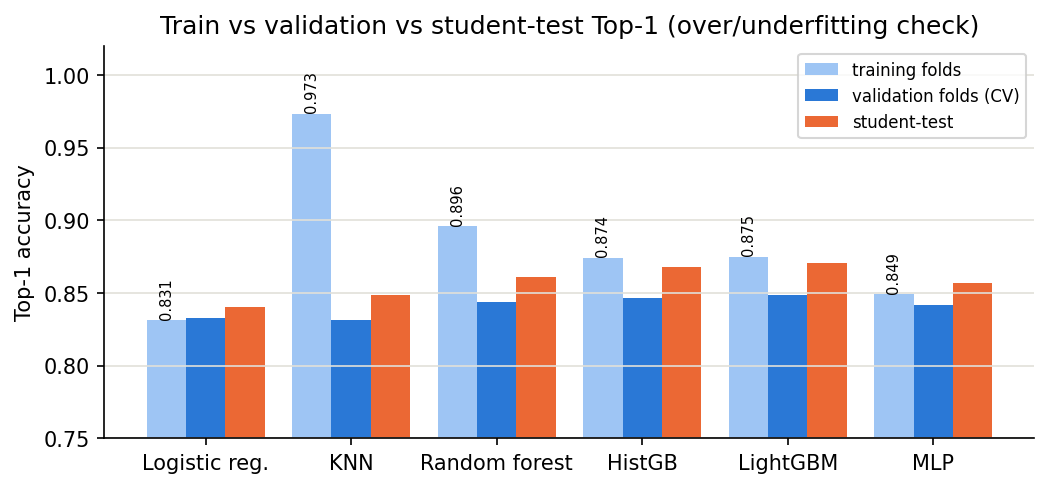 Train vs validation vs student-test Top-1 (over/underfitting check)
training folds
validation folds (CV)
student-test
Top-1 accuracy
1.00
0.95
0.90
0.85
0.80
0.75
0.831
0.973
0.896
0.874
0.875
0.849
Logistic reg.
KNN
Random forest
HistGB
LightGBM
MLP